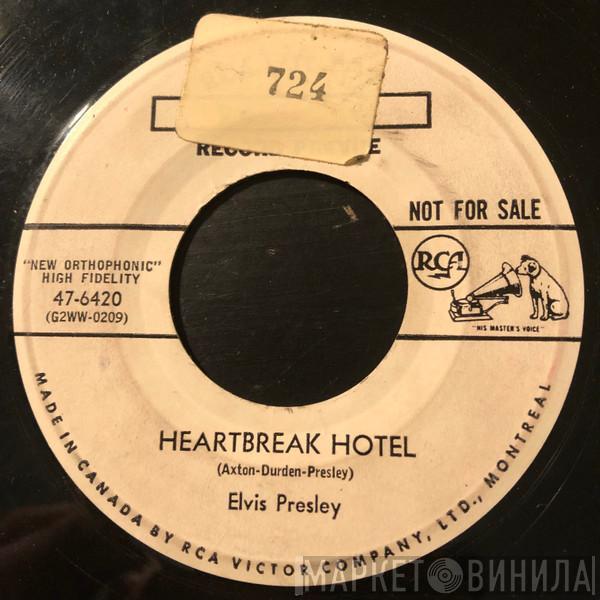 724
NOT FOR SALE
"NEW ORTHOPHONIC"
HIGH FIDELITY
47-6420
(G2WW-0209)
RCA
"HIS MASTER'S VOICE"
HEARTBREAK HOTEL
(Axton-Durden-Presley)
Elvis Presley
MADE IN CANADA BY RCA VICTOR COMPANY, LTD., MONTREAL
МАРКЕТ ВИНИЛА